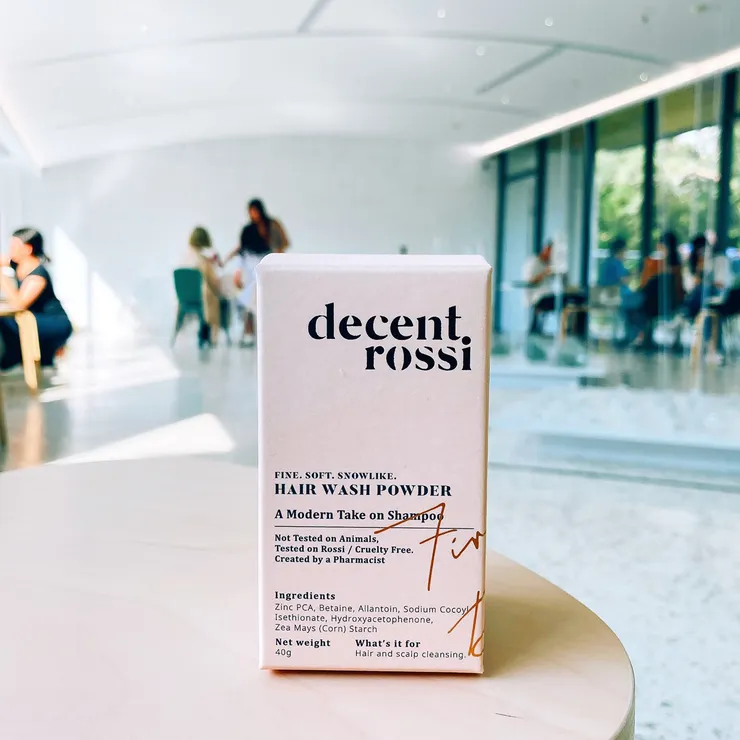 decent
rossi
FINE. SOFT. SNOWLIKE.
HAIR WASH POWDER
A Modern Take on Shampoo
Not Tested on Animals,
Tested on Rossi / Cruelty Free.
Created by a Pharmacist
Ingredients
Zinc PCA, Betaine, Allantoin, Sodium Cocoyl
Isethionate, Hydroxyacetophenone,
Zea Mays (Corn) Starch
Net weight
40g
What's it for
Hair and scalp cleansing.